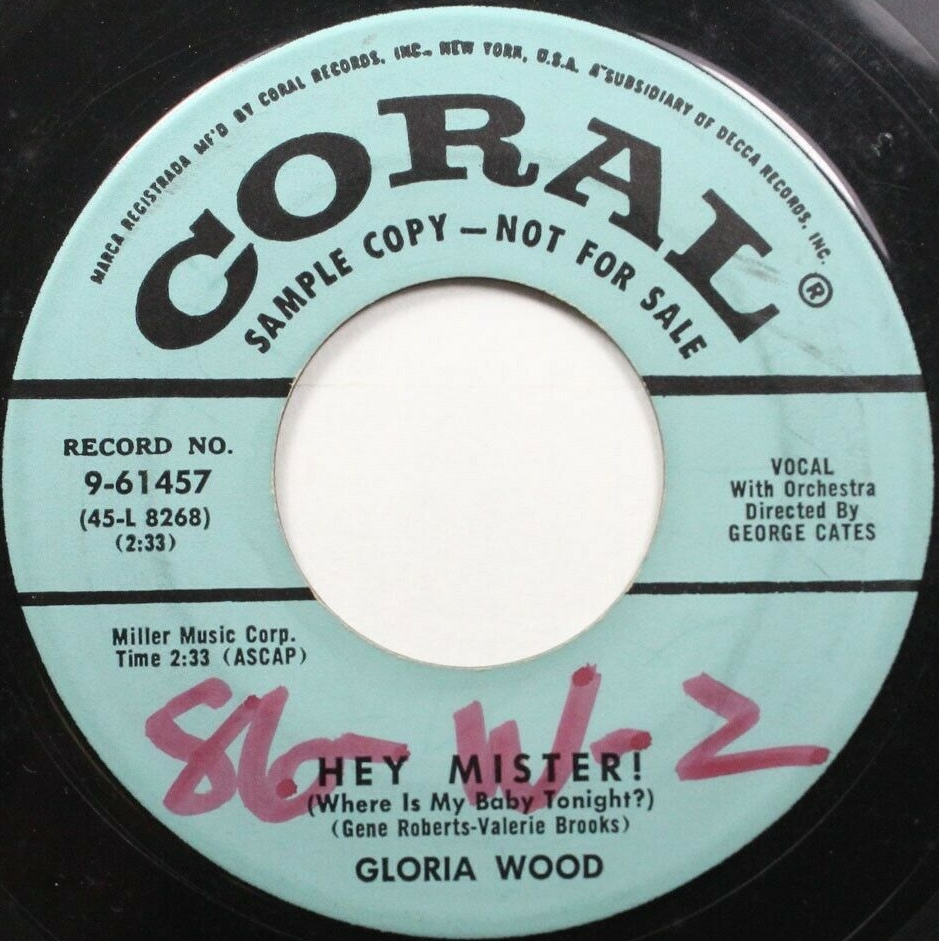 MARCA REGISTRADA MF'D BY CORAL RECORDS, INC., NEW YORK, U.S.A. A SUBSIDIARY OF DECCA RECORDS, INC.
CORAL ®
SAMPLE COPY — NOT FOR SALE
RECORD NO.
9-61457
(45-L 8268)
(2:33)
VOCAL
With Orchestra
Directed By
GEORGE CATES
Miller Music Corp.
Time 2:33 (ASCAP)
W-2
HEY MISTER!
(Where Is My Baby Tonight?)
(Gene Roberts-Valerie Brooks)
GLORIA WOOD